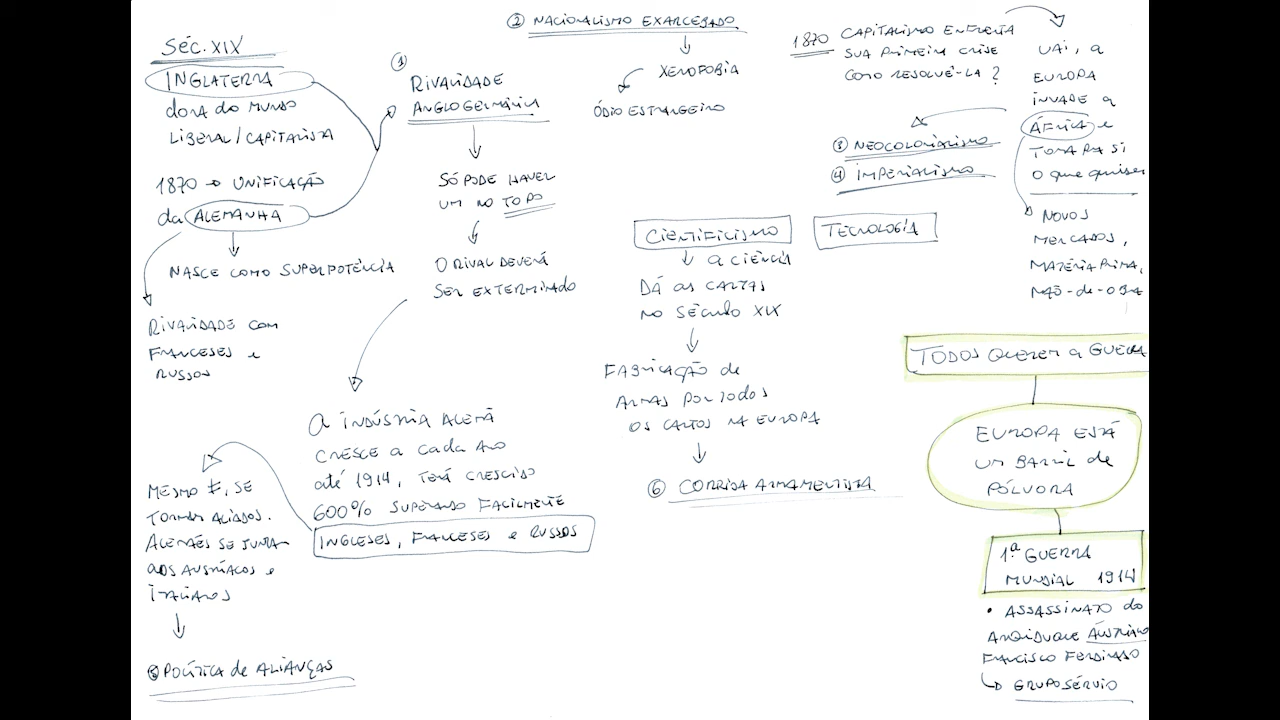 SÉC. XIX
INGLATERRA
dona do mundo
LIBERAL/CAPITALISTA
1870 → UNIFICAÇÃO
da ALEMANHA
NASCE COMO SUPERPOTÊNCIA
RIVALIDADE COM
FRANCESES e
RUSSOS
1
RIVALIDADE
ANGLOGERMÂNICA
SÓ PODE HAVER
UM NO TOPO
O RIVAL DEVERÁ
SER EXTERMINADO
A INDÚSTRIA ALEMÃ
CRESCE A CADA ANO
até 1914, TERÁ CRESCIDO
600% SUPERANDO FACILMENTE
INGLESES, FRANCESES e RUSSOS
MESMO ≠, SE
TORNAM ALIADOS.
ALEMÃES SE JUNTAM
AOS AUSTRÍACOS e
ITALIANOS
5 POLÍTICA de ALIANÇAS
2 NACIONALISMO EXARCEBADO
XENOFOBIA
ÓDIO ESTRANGEIRO
1870 CAPITALISMO ENFRENTA
SUA PRIMEIRA CRISE
COMO RESOLVÊ-LA?
UAI, A
EUROPA
INVADE A
ÁFRICA e
TOMA PRA SI
O que quiser
NOVOS
MERCADOS,
MATÉRIA PRIMA,
MÃO-de-OBRA
3 NEOCOLONIALISMO
4 IMPERIALISMO
CIENTIFICISMO
TECNOLOGIA
A CIÊNCIA
DÁ AS CARTAS
NO SÉCULO XIX
FABRICAÇÃO de
ARMAS POR TODOS
OS CANTOS NA EUROPA
6 CORRIDA ARMAMENTISTA
TODOS QUEREM A GUERRA
EUROPA ESTÁ
UM BARRIL de
PÓLVORA
1ª GUERRA
MUNDIAL 1914
• ASSASSINATO do
ARQUIDUQUE AUSTRÍACO
FRANCISCO FERDINANDO
GRUPO SÉRVIO